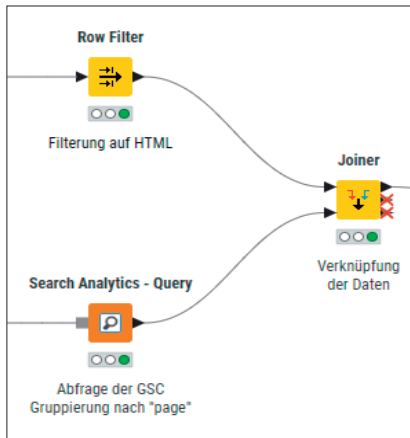 Row Filter
Filterung auf HTML
Joiner
Verknüpfung
der Daten
Search Analytics - Query
Abfrage der GSC
Gruppierung nach "page"